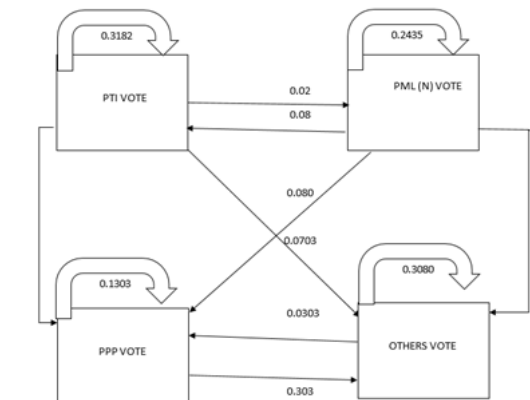 0.3182
0.2435
PTI VOTE
PML (N) VOTE
0.02
0.08
0.080
0.0703
0.1303
0.3080
0.0303
PPP VOTE
OTHERS VOTE
0.303